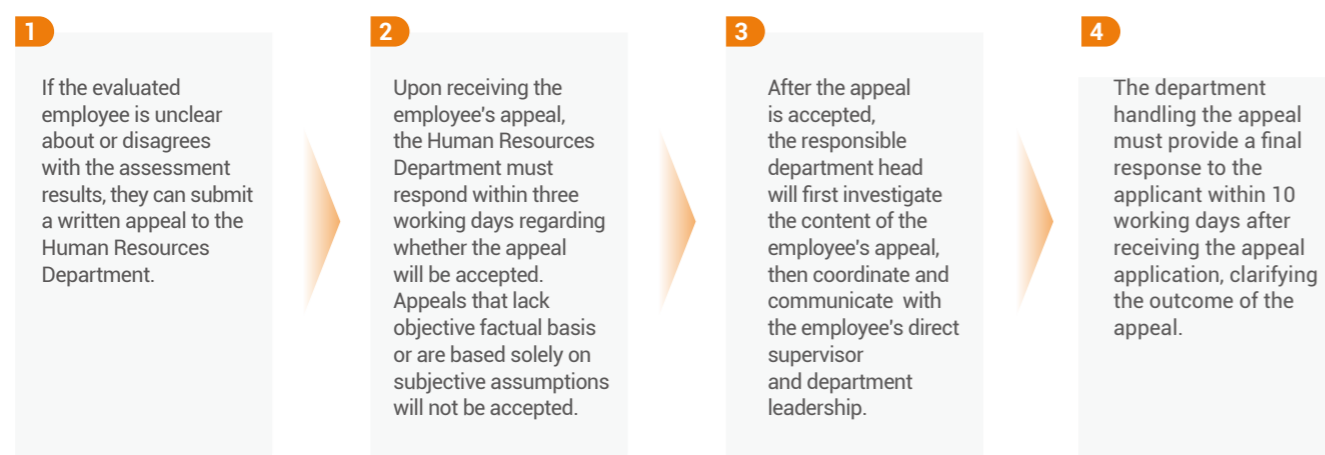 1
If the evaluated
employee is unclear
about or disagrees
with the assessment
results, they can submit
a written appeal to the
Human Resources
Department.
2
Upon receiving the
employee's appeal,
the Human Resources
Department must
respond within three
working days regarding
whether the appeal
will be accepted.
Appeals that lack
objective factual basis
or are based solely on
subjective assumptions
will not be accepted.
3
After the appeal
is accepted,
the responsible
department head
will first investigate
the content of the
employee's appeal,
then coordinate and
communicate  with
the employee's direct
supervisor
and department
leadership.
4
The department
handling the appeal
must provide a final
response to the
applicant within 10
working days after
receiving the appeal
application, clarifying
the outcome of the
appeal.